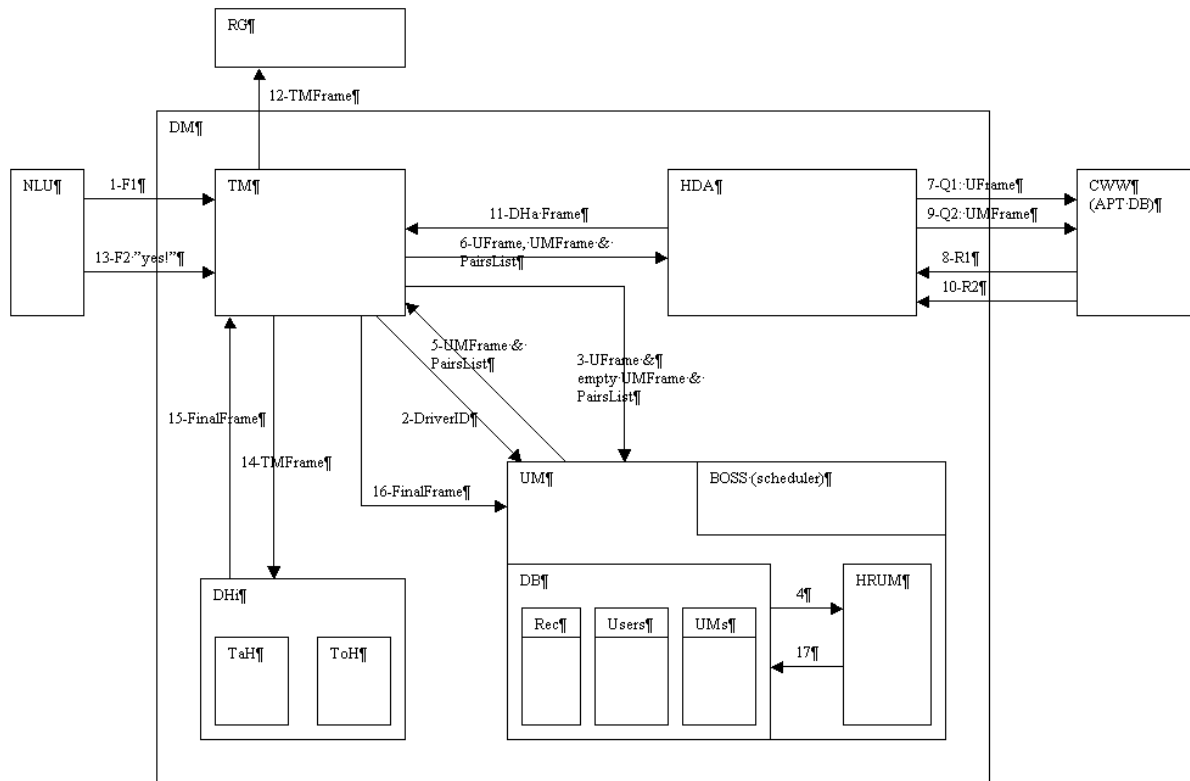 RG¶
12-TMFrame¶
DM¶
NLU¶
1-F1¶
TM¶
HDA¶
7-Q1:·UFrame¶
CWW¶
(APT·DB)¶
11-DHa·Frame¶
9-Q2:·UMFrame¶
6-UFrame,·UMFrame·&·
PairsList¶
13-F2·”yes!”¶
8-R1¶
10-R2¶
5-UMFrame·&·
PairsList¶
3-UFrame·&¶
empty·UMFrame·&·
PairsList¶
15-FinalFrame¶
2-DriverID¶
14-TMFrame¶
16-FinalFrame¶
UM¶
BOSS·(scheduler)¶
DHi¶
DB¶
HRUM¶
4¶
Rec¶
Users¶
UMs¶
TaH¶
ToH¶
17¶